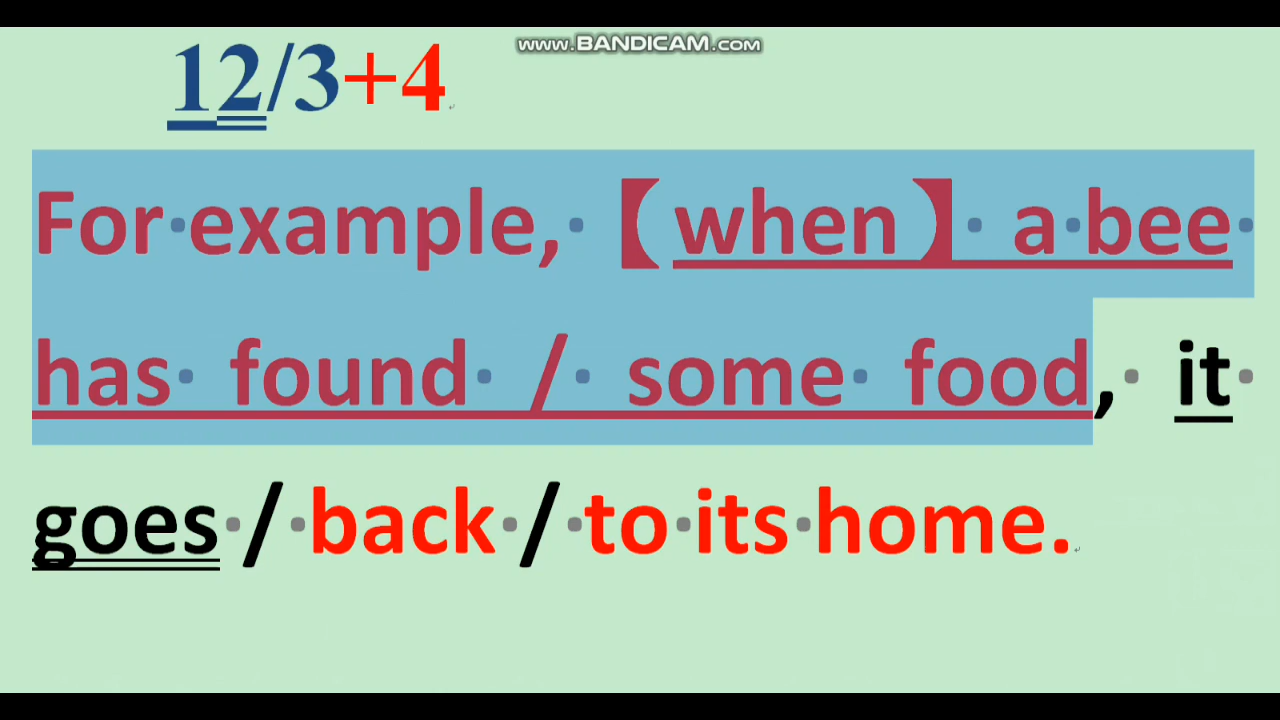 www.BANDICAM.com
12/3+4
For example, 【when】 a bee
has found / some food, it
goes / back / to its home.